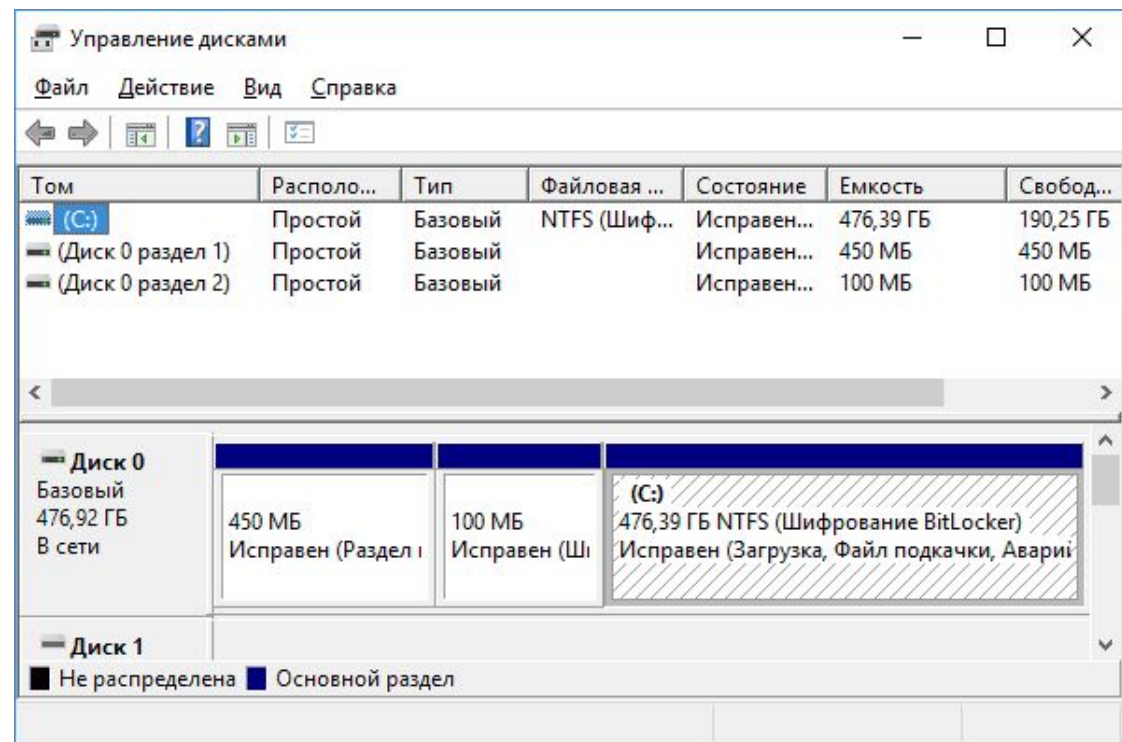 Управление дисками
Файл Действие Вид Справка
Том Располо... Тип Файловая ... Состояние Емкость Свобод...
(C:) Простой Базовый NTFS (Шиф... Исправен... 476,39 ГБ 190,25 ГБ
(Диск 0 раздел 1) Простой Базовый Исправен... 450 МБ 450 МБ
(Диск 0 раздел 2) Простой Базовый Исправен... 100 МБ 100 МБ
Диск 0
Базовый
476,92 ГБ
В сети
450 МБ
Исправен (Раздел
100 МБ
Исправен (Ши
(C:)
476,39 ГБ NTFS (Шифрование BitLocker)
Исправен (Загрузка, Файл подкачки, Аварий
Диск 1
Не распределена Основной раздел